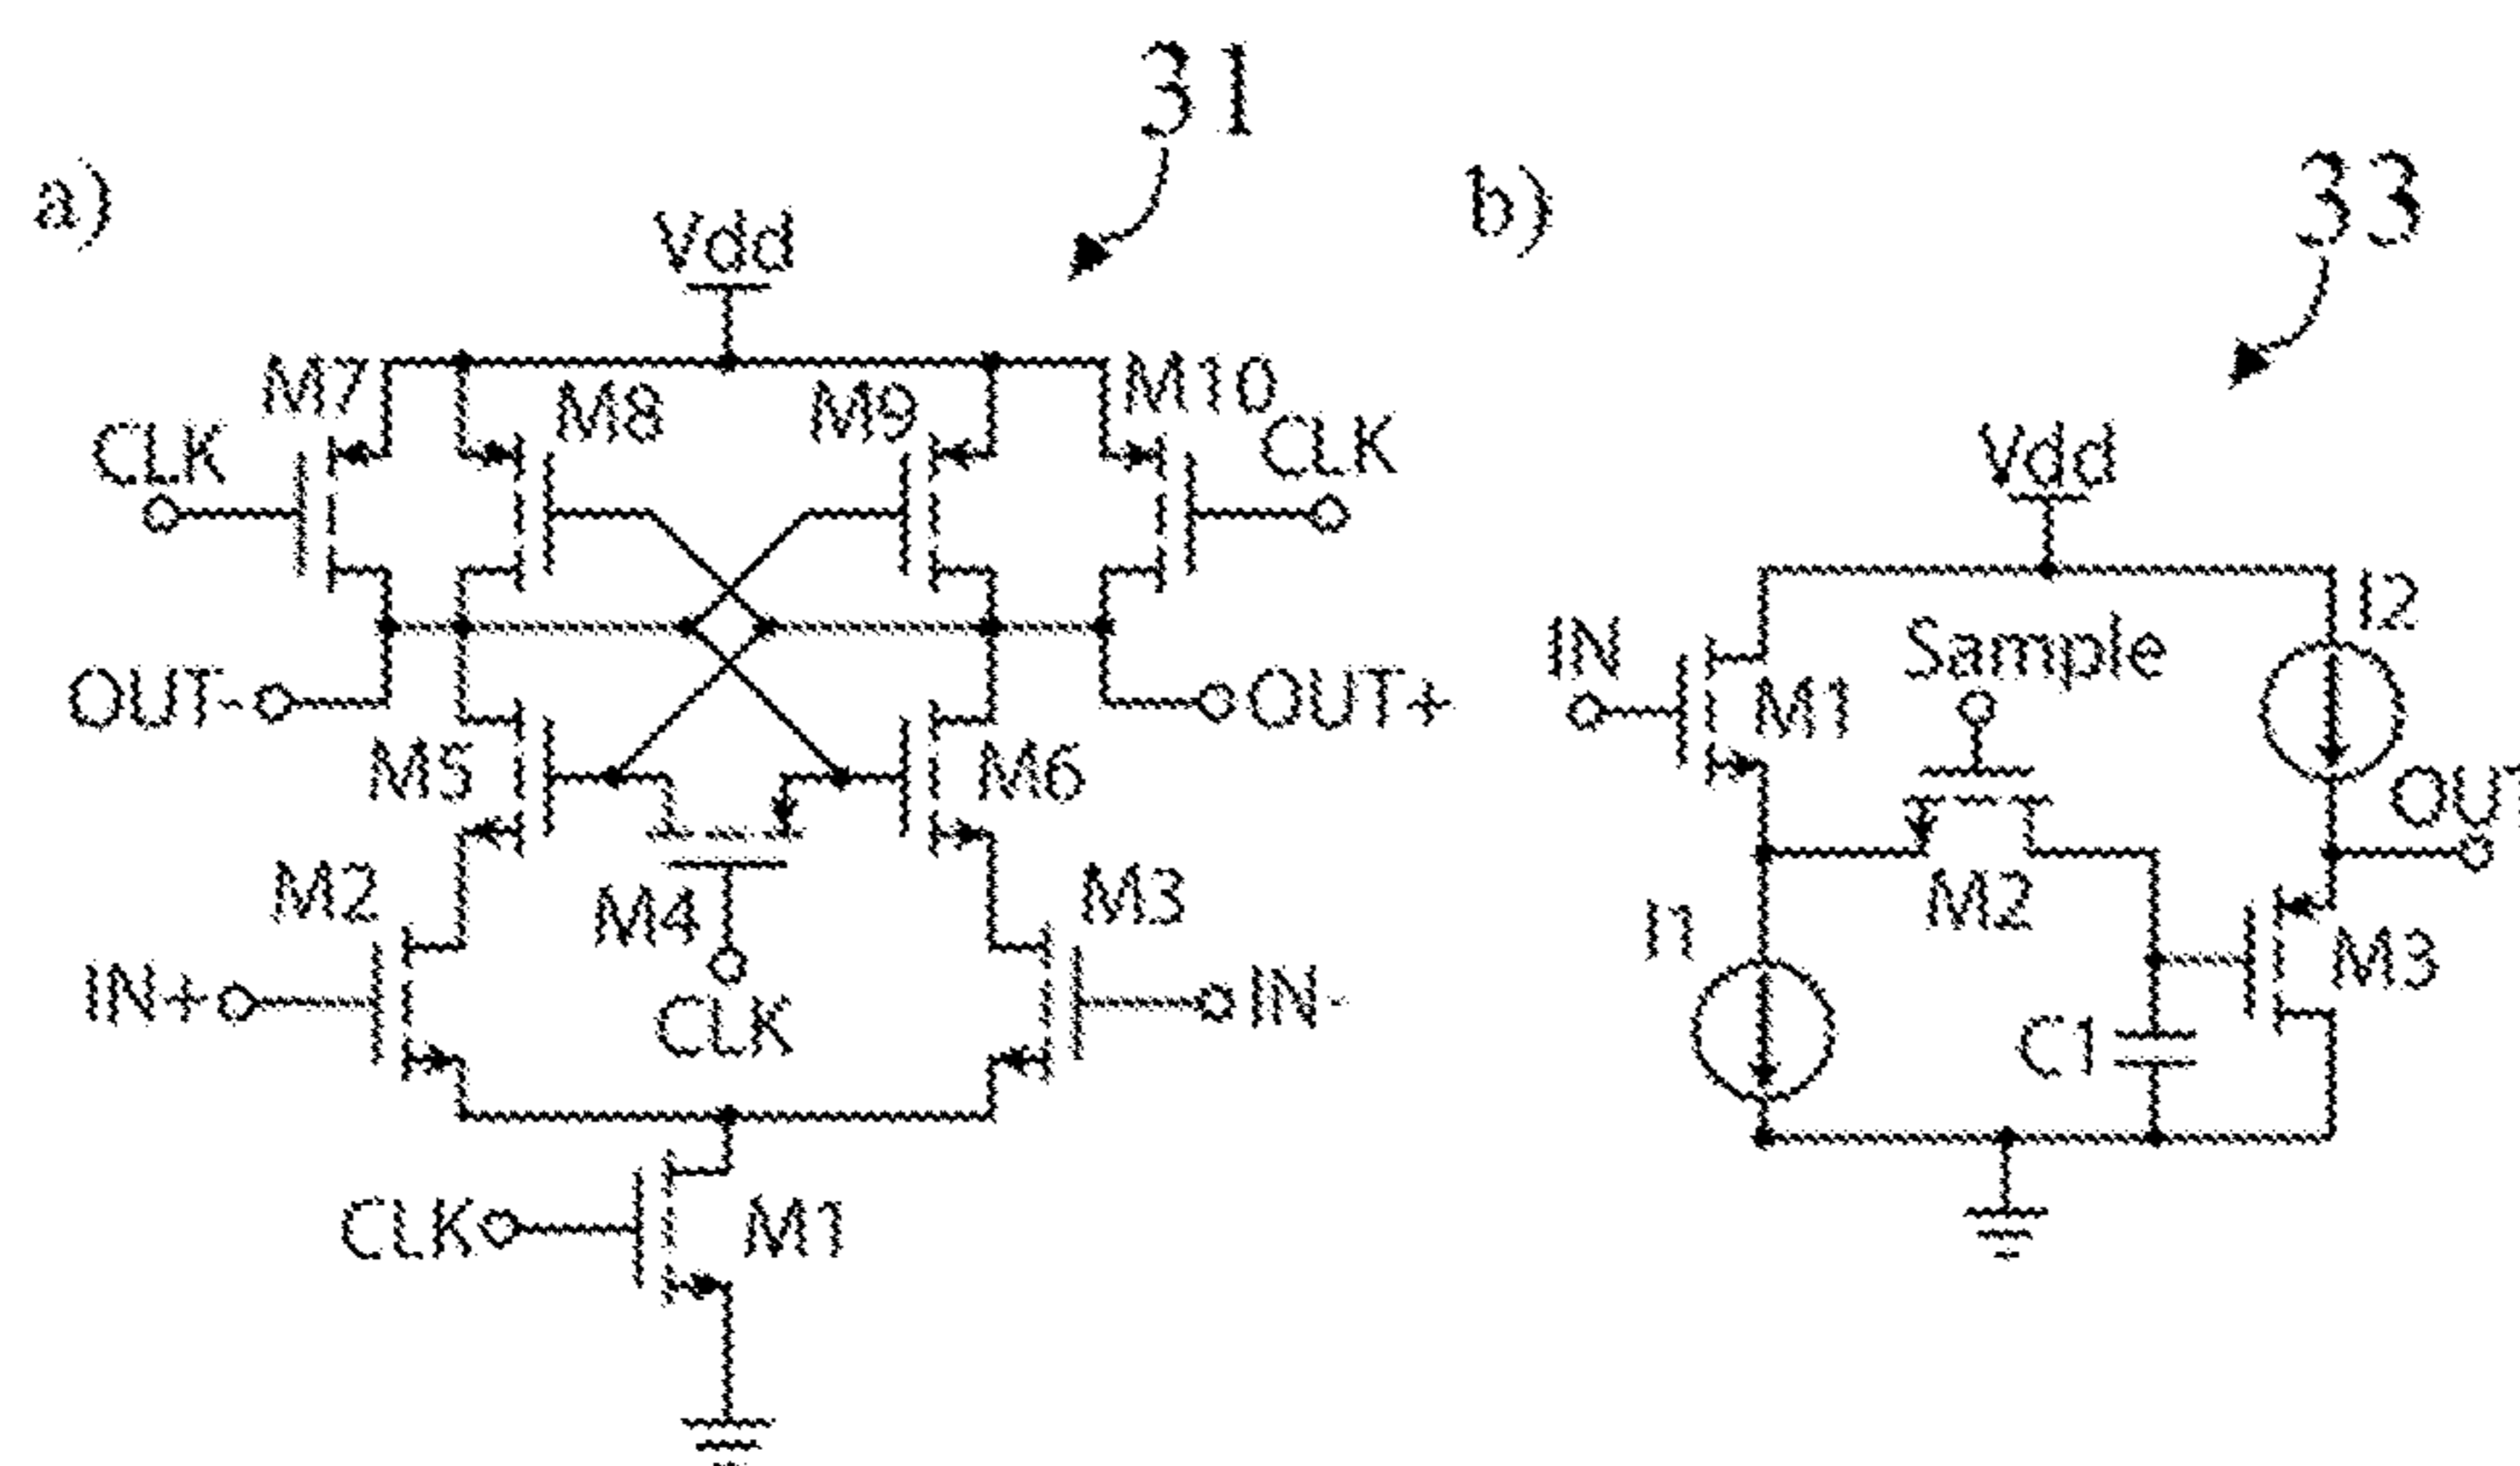 31
a)
b)
33
Vdd
M7
M8
M9
M10
CLK
CLK
Vdd
I2
IN
Sample
M1
OUT-
OUT+
M5
M6
OUT
M2
M4
M3
M2
I1
M3
IN+
CLK
IN-
C1
CLK
M1